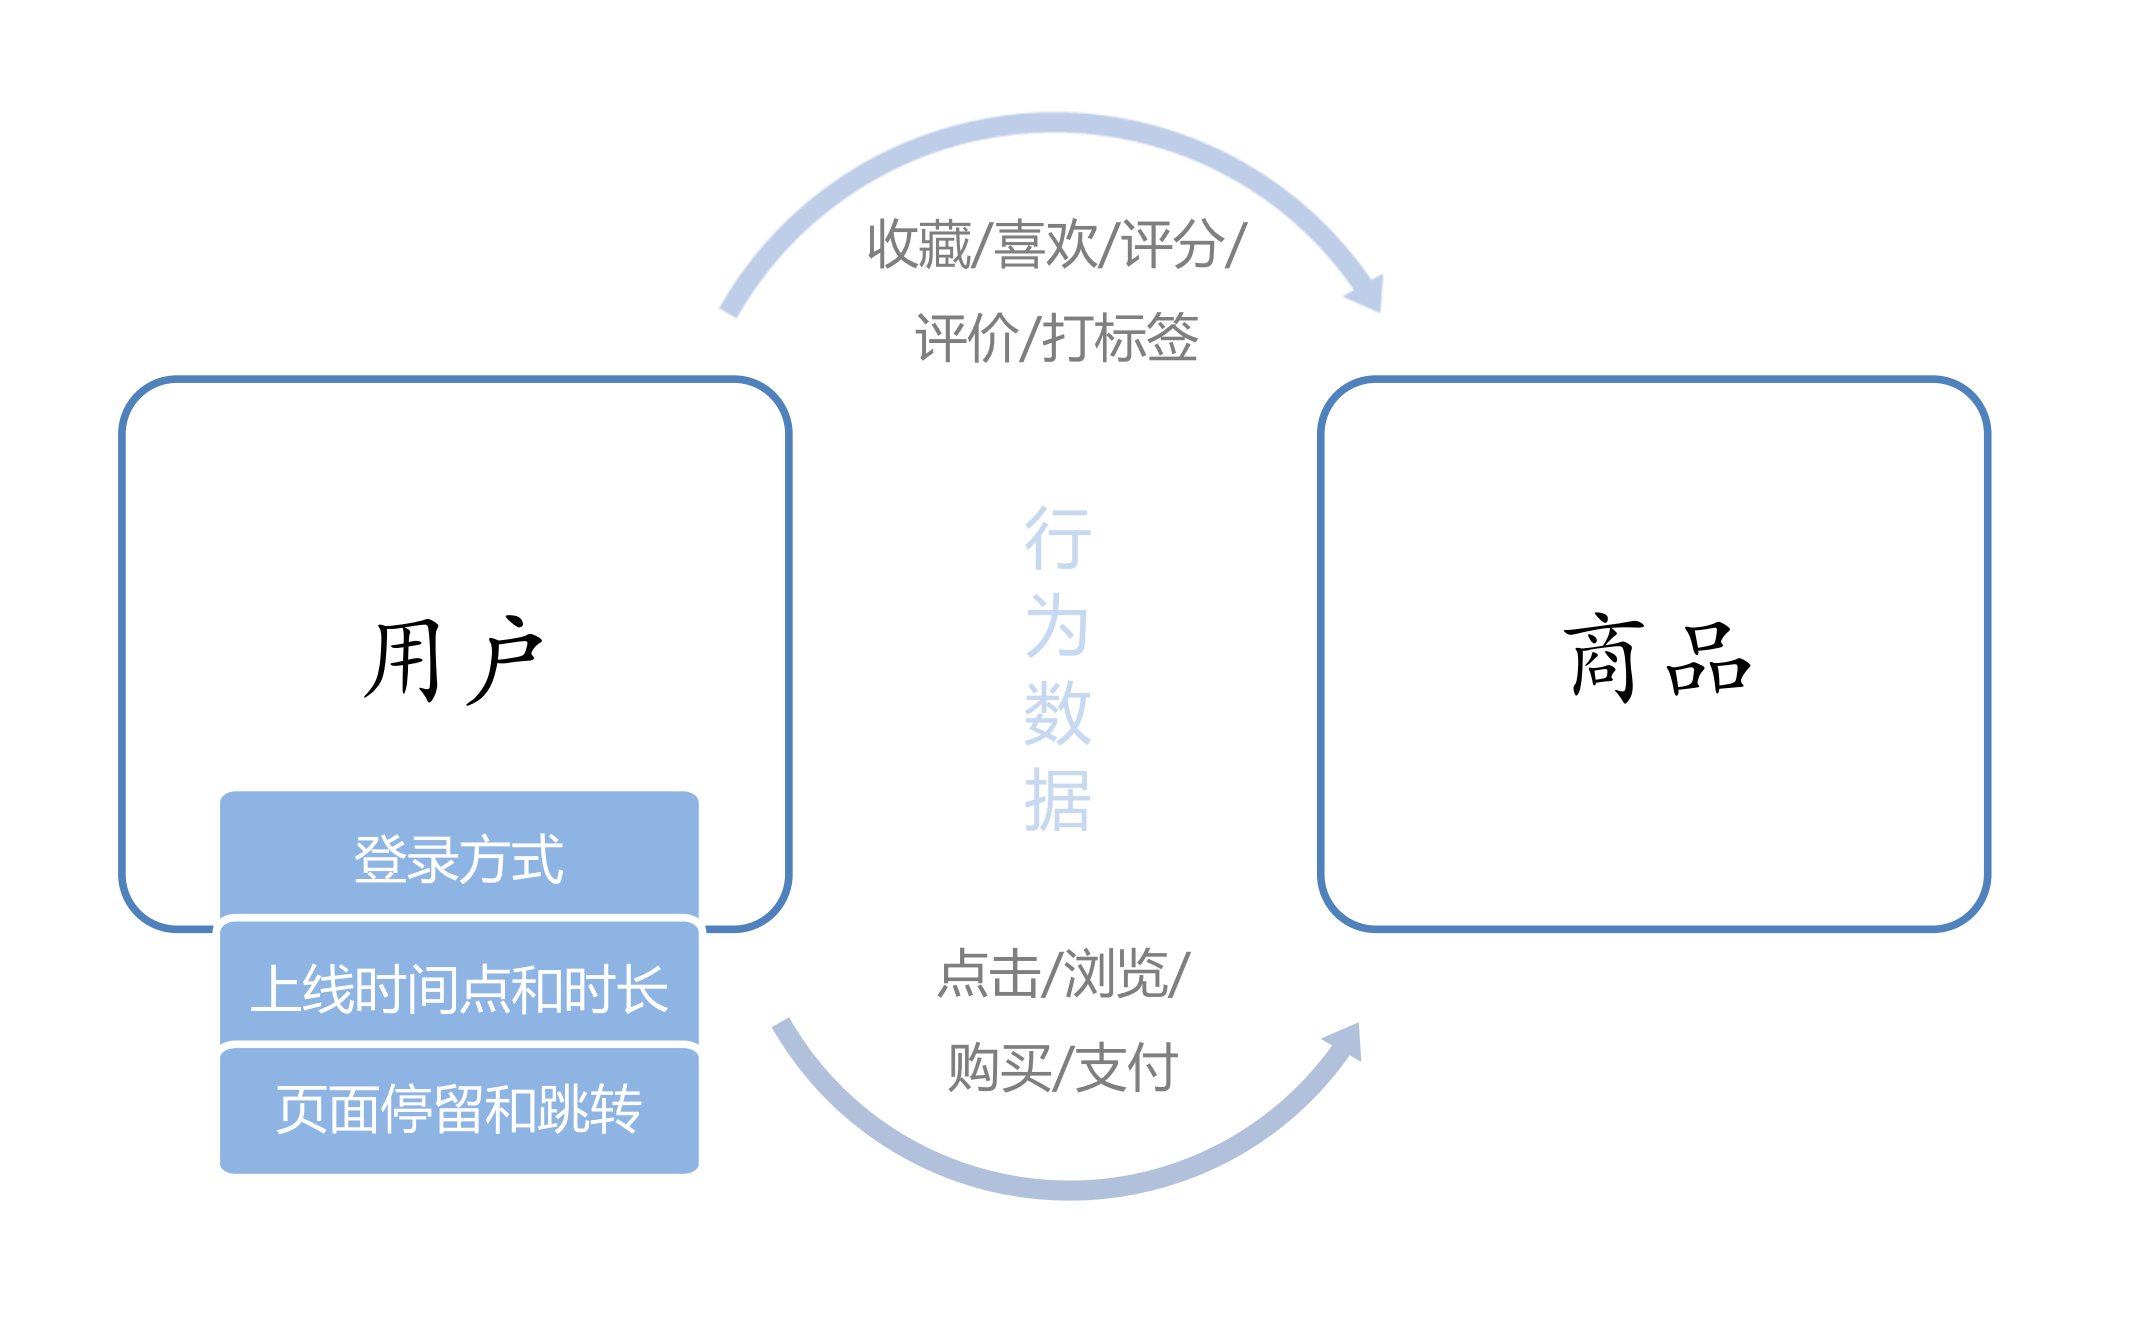 收藏/喜欢/评分/
评价/打标签
用户
行
为
数
据
商品
登录方式
上线时间点和时长
页面停留和跳转
点击/浏览/
购买/支付